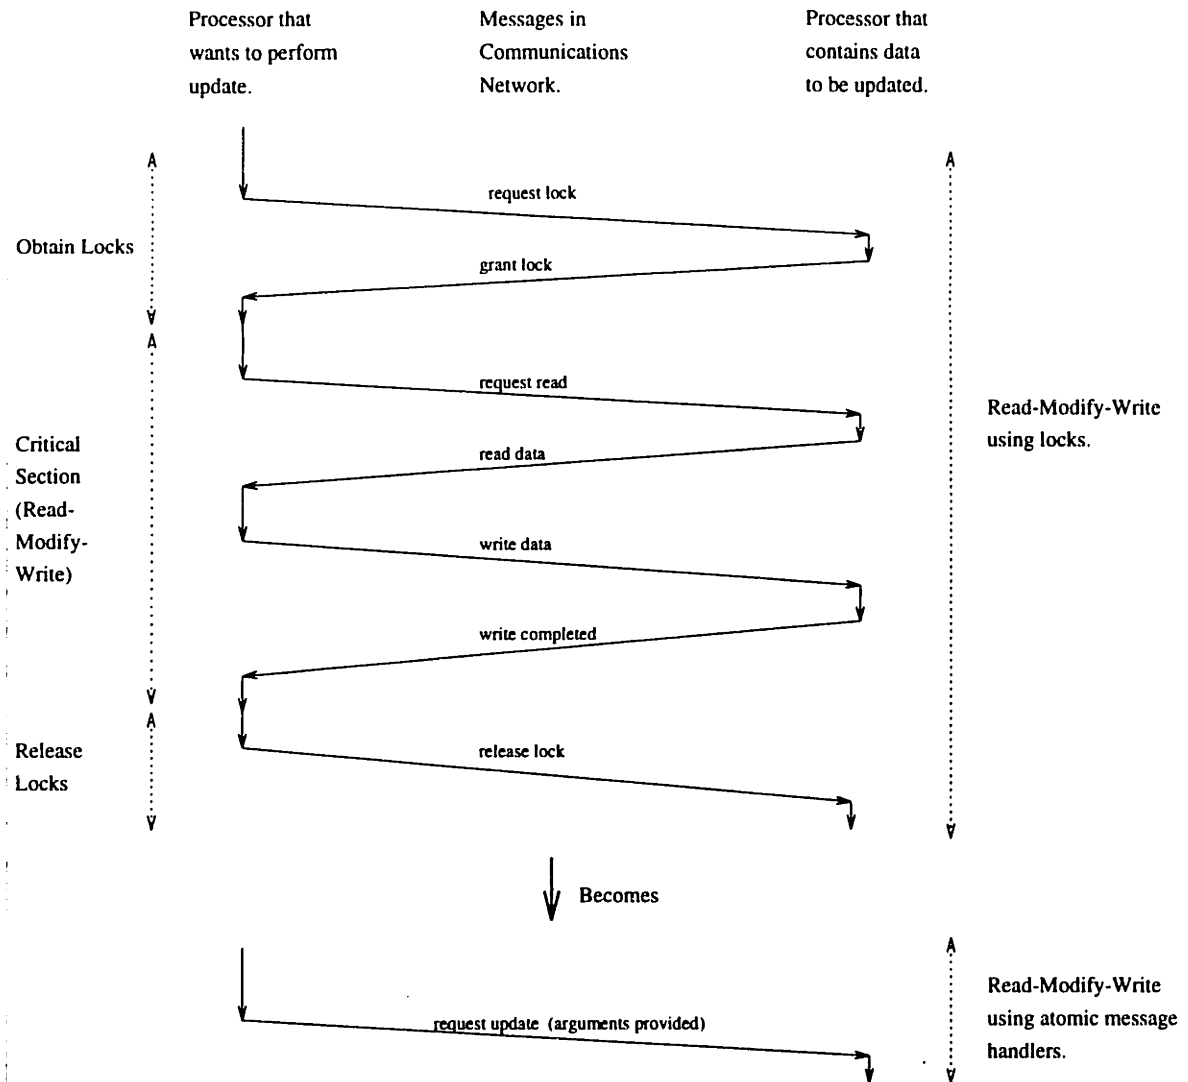 Processor that
wants to perform
update.
Messages in
Communications
Network.
Processor that
contains data
to be updated.
request lock
Obtain Locks
grant lock
request read
Read-Modify-Write
using locks.
Critical
Section
(Read-
Modify-
Write)
read data
write data
write completed
Release
Locks
release lock
Becomes
request update (arguments provided)
Read-Modify-Write
using atomic message
handlers.